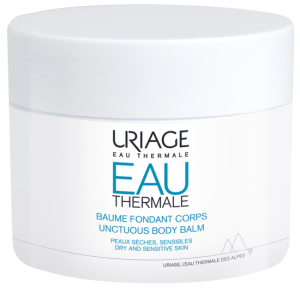 URIAGE
EAU THERMALE
EAU
THERMALE
BAUME FONDANT CORPS
UNCTUOUS BODY BALM
PEAUX SÈCHES, SENSIBLES
DRY AND SENSITIVE SKIN
URIAGE, L'EAU THERMALE DES ALPES